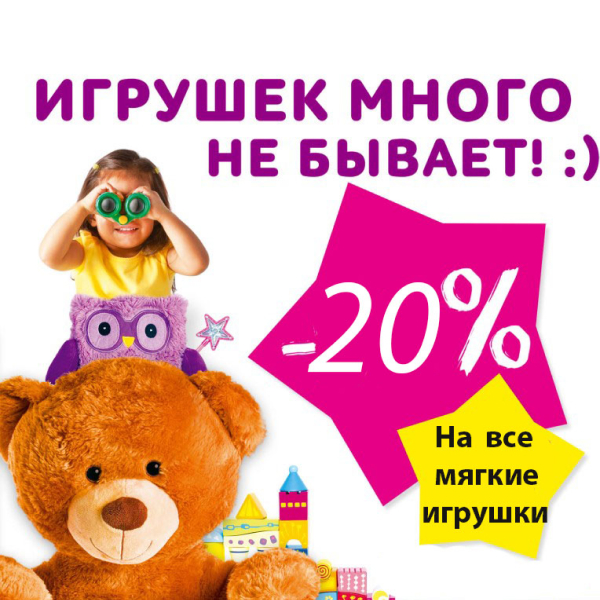 ИГРУШЕК МНОГО
НЕ БЫВАЕТ! :)
-20%
На все
мягкие
игрушки